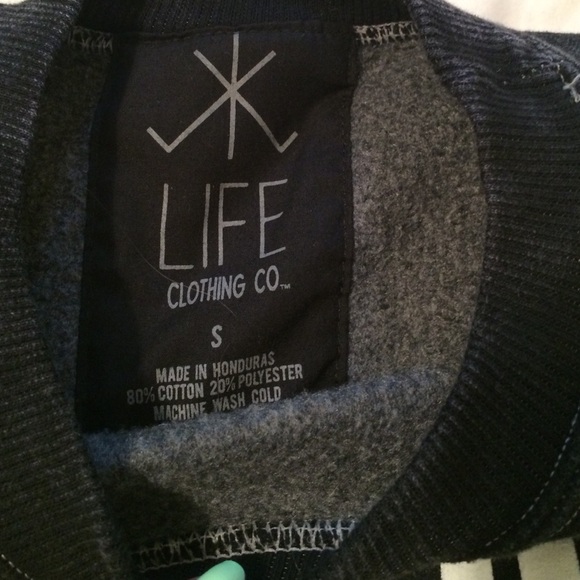 LIFE
CLOTHING CO.™
S
MADE IN HONDURAS
80% COTTON 20% POLYESTER
MACHINE WASH COLD